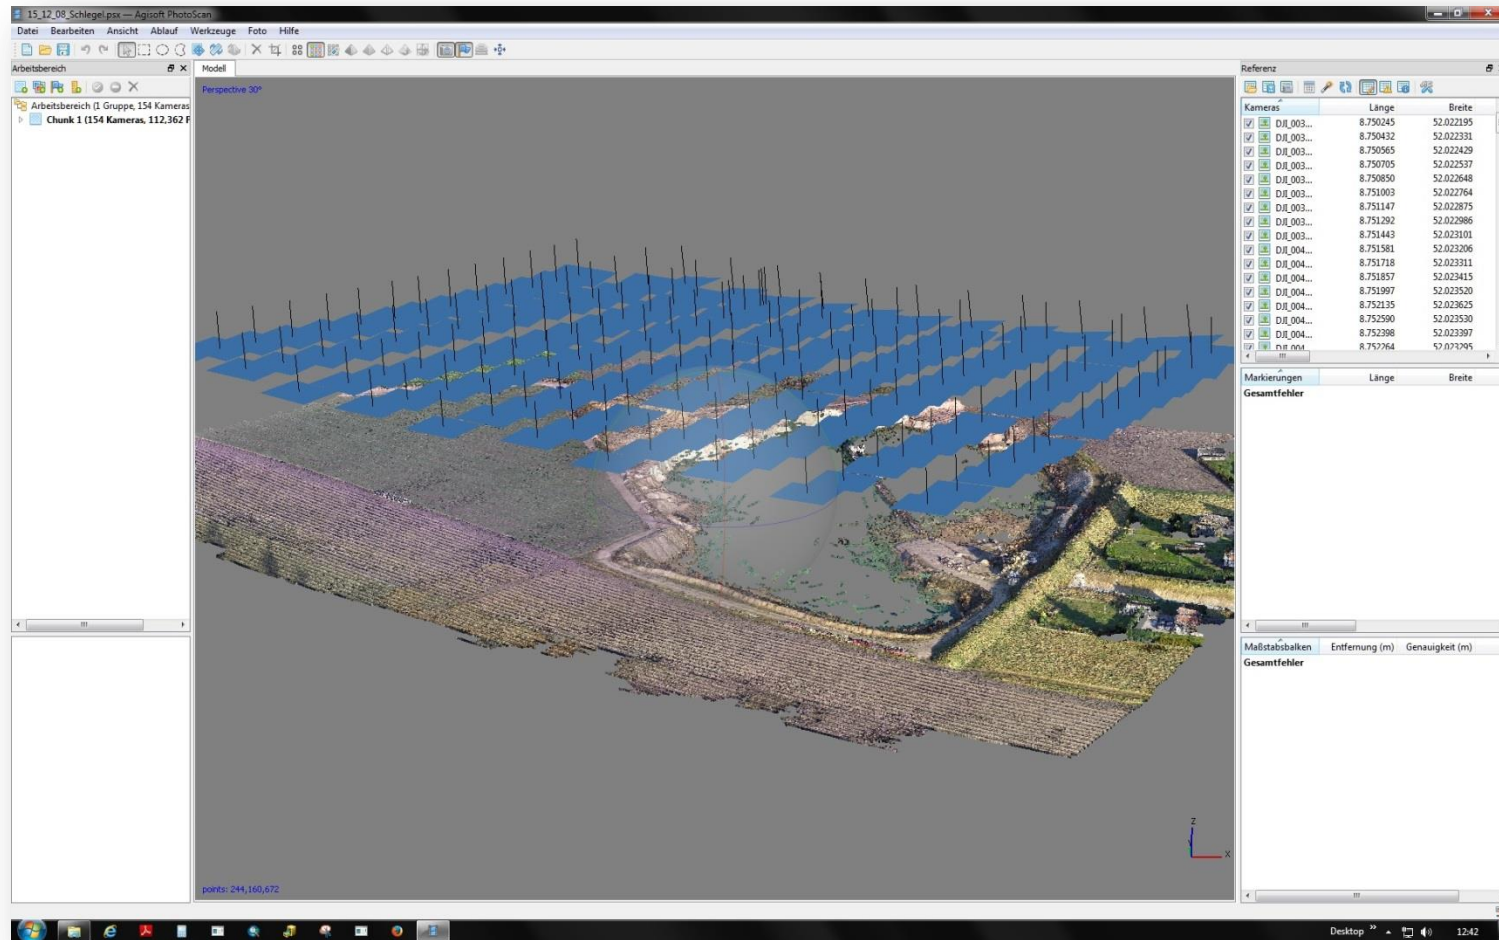 15_12_08_Schlegel.psx — Agisoft PhotoScan
Datei Bearbeiten Ansicht Ablauf Werkzeuge Foto Hilfe
Arbeitsbereich
Modell
Referenz
Perspective 30°
Arbeitsbereich (1 Gruppe, 154 Kameras
Chunk 1 (154 Kameras, 112,362 F
Kameras Länge Breite
DJI_003... 8.750245 52.022195
DJI_003... 8.750432 52.022331
DJI_003... 8.750565 52.022429
DJI_003... 8.750705 52.022537
DJI_003... 8.750850 52.022648
DJI_003... 8.751003 52.022764
DJI_003... 8.751147 52.022875
DJI_003... 8.751292 52.022986
DJI_003... 8.751443 52.023101
DJI_004... 8.751581 52.023206
DJI_004... 8.751718 52.023311
DJI_004... 8.751857 52.023415
DJI_004... 8.751997 52.023520
DJI_004... 8.752135 52.023625
DJI_004... 8.752590 52.023530
DJI_004... 8.752398 52.023397
DJI_004... 8.752264 52.023295
Markierungen Länge Breite
Gesamtfehler
Maßstabsbalken Entfernung (m) Genauigkeit (m)
Gesamtfehler
Z
Y
X
points: 244,160,672
Desktop » 12:42